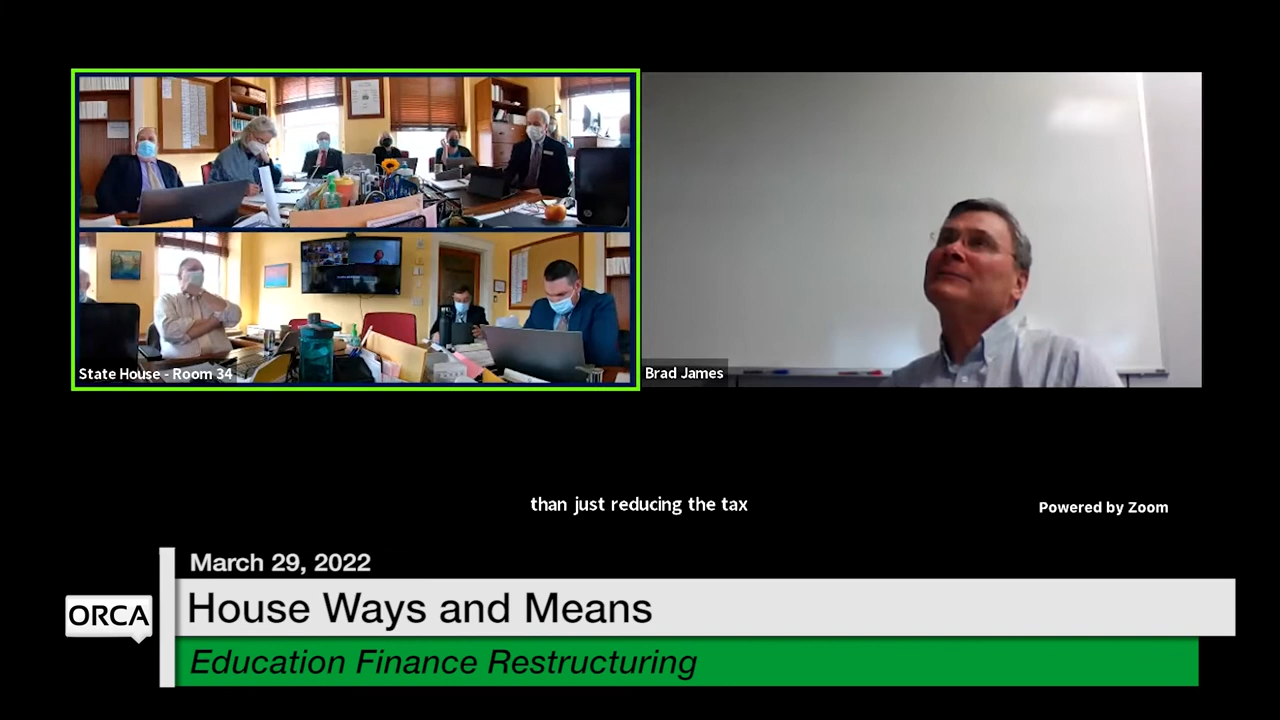 State House - Room 34
Brad James
than just reducing the tax
Powered by Zoom
March 29, 2022
ORCA
House Ways and Means
Education Finance Restructuring